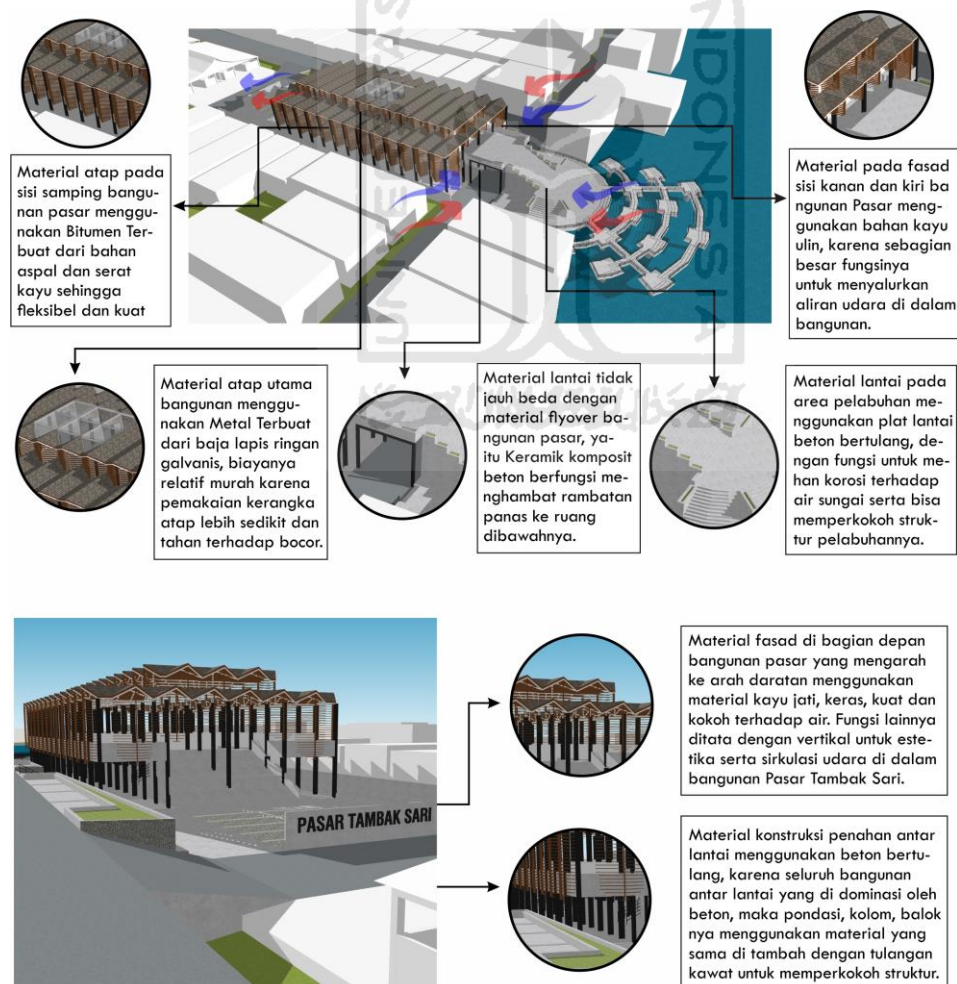 Material atap pada
sisi samping bangu-
nan pasar menggu-
nakan Bitumen Ter-
buat dari bahan
aspal dan serat
kayu sehingga
fleksibel dan kuat
Material pada fasad
sisi kanan dan kiri ba
ngunan Pasar meng-
gunakan bahan kayu
ulin, karena sebagian
besar fungsinya
untuk menyalurkan
aliran udara di dalam
bangunan.
Material atap utama
bangunan menggu-
nakan Metal Terbuat
dari baja lapis ringan
galvanis, biayanya
relatif murah karena
pemakaian kerangka
atap lebih sedikit dan
tahan terhadap bocor.
Material lantai tidak
jauh beda dengan
material flyover ba-
ngunan pasar, ya-
itu Keramik komposit
beton berfungsi me-
nghambat rambatan
panas ke ruang
dibawahnya.
Material lantai pada
area pelabuhan me-
nggunakan plat lantai
beton bertulang, de-
ngan fungsi untuk me-
han korosi terhadap
air sungai serta bisa
memperkokoh struk-
tur pelabuhannya.
PASAR TAMBAK SARI
Material fasad di bagian depan
bangunan pasar yang mengarah
ke arah daratan menggunakan
material kayu jati, keras, kuat dan
kokoh terhadap air. Fungsi lainnya
ditata dengan vertikal untuk este-
tika serta sirkulasi udara di dalam
bangunan Pasar Tambak Sari.
Material konstruksi penahan antar
lantai menggunakan beton bertu-
lang, karena seluruh bangunan
antar lantai yang di dominasi oleh
beton, maka pondasi, kolom, balok
nya menggunakan material yang
sama di tambah dengan tulangan
kawat untuk memperkokoh struktur.